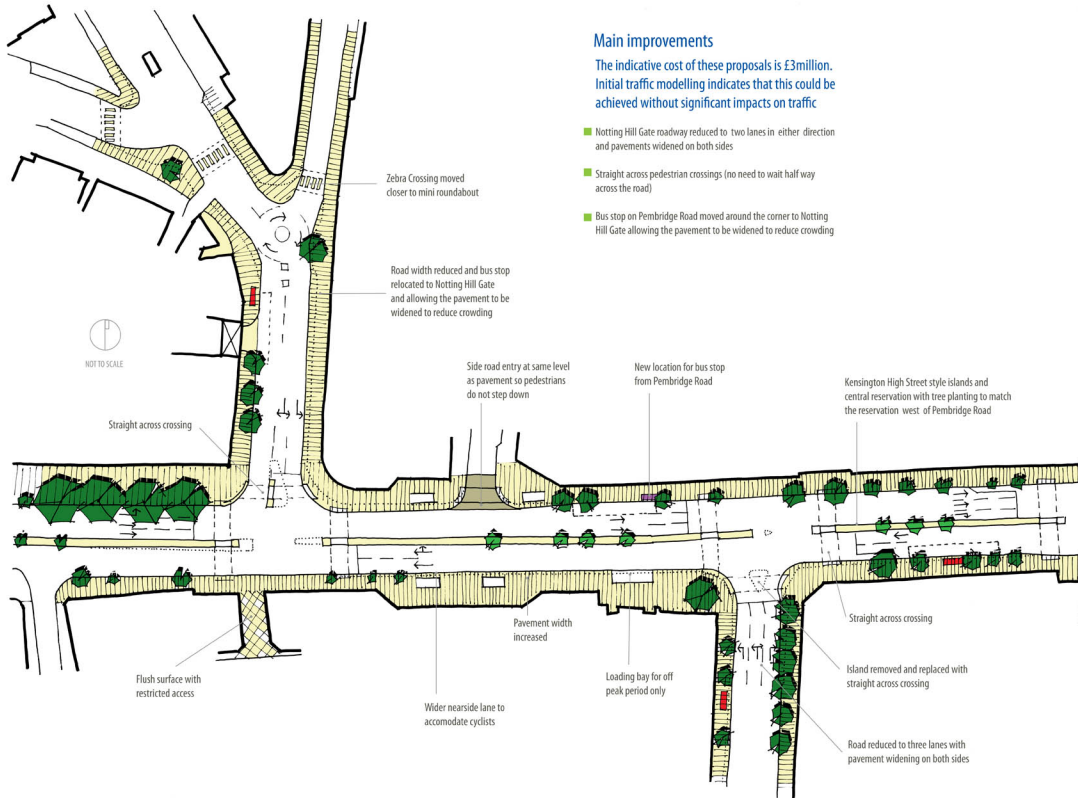 Main improvements
The indicative cost of these proposals is £3million.
Initial traffic modelling indicates that this could be
achieved without significant impacts on traffic
Notting Hill Gate roadway reduced to two lanes in either direction
and pavements widened on both sides
Straight across pedestrian crossings (no need to wait half way
across the road)
Bus stop on Pembridge Road moved around the corner to Notting
Hill Gate allowing the pavement to be widened to reduce crowding
Zebra Crossing moved
closer to mini roundabout
Road width reduced and bus stop
relocated to Notting Hill Gate
and allowing the pavement to be
widened to reduce crowding
NOT TO SCALE
Side road entry at same level
as pavement so pedestrians
do not step down
New location for bus stop
from Pembridge Road
Kensington High Street style islands and
central reservation with tree planting to match
the reservation west of Pembridge Road
Straight across crossing
Pavement width
increased
Straight across crossing
Flush surface with
restricted access
Loading bay for off
peak period only
Island removed and replaced with
straight across crossing
Wider nearside lane to
accomodate cyclists
Road reduced to three lanes with
pavement widening on both sides